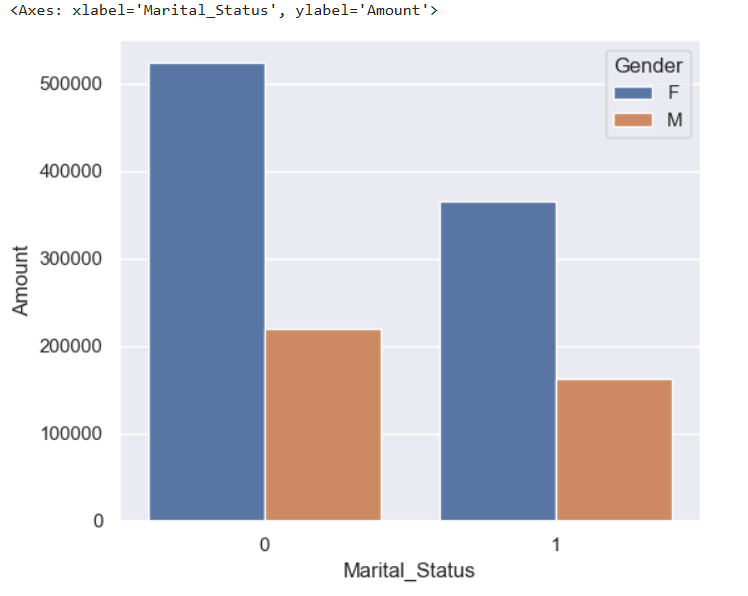 <Axes: xlabel='Marital_Status', ylabel='Amount'>
Gender
F
M
500000
400000
300000
200000
100000
0
Amount
0 1
Marital_Status